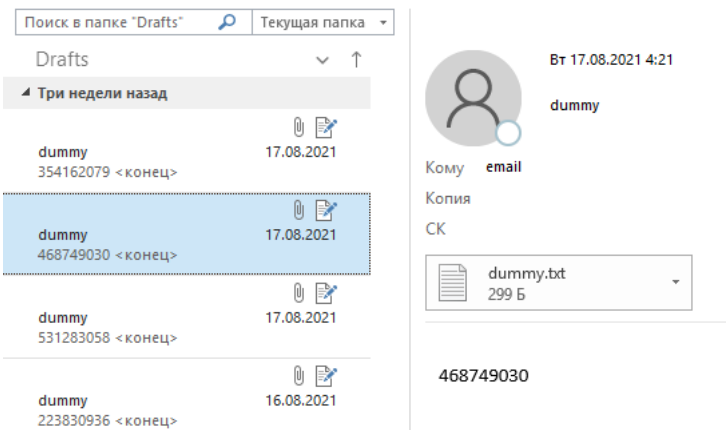 Поиск в папке "Drafts"
Текущая папка
Drafts
Три недели назад
dummy
17.08.2021
354162079 <конец>
dummy
17.08.2021
468749030 <конец>
dummy
17.08.2021
531283058 <конец>
dummy
16.08.2021
223830936 <конец>
Вт 17.08.2021 4:21
dummy
Кому email
Копия
СК
dummy.txt
299 Б
468749030